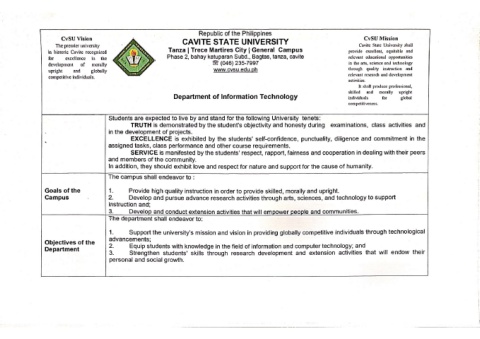 Republic of the Philippines
CvSU Vision
The premier university
in historic Cavite recognized
for excellence in the
development of morally
upright and globally
competitive individuals.
CAVITE STATE UNIVERSITY
Tanza | Trece Martires City | General Campus
Phase 2, bahay katuparan Subd., Bagtas, tanza, cavite
☎ (046) 235-7997
www.cvsu.edu.ph
CvSU Mission
Cavite State University shall
provide excellent, equitable and
relevant educational opportunities
in the arts, science and technology
through quality instruction and
relevant research and development
activities.
It shall produce professional,
skilled and morally upright
individuals for global
competitiveness.
Department of Information Technology
Students are expected to live by and stand for the following University tenets:
TRUTH is demonstrated by the student's objectivity and honesty during examinations, class activities and
in the development of projects.
EXCELLENCE is exhibited by the students' self-confidence, punctuality, diligence and commitment in the
assigned tasks, class performance and other course requirements.
SERVICE is manifested by the students' respect, rapport, fairness and cooperation in dealing with their peers
and members of the community.
In addition, they should exhibit love and respect for nature and support for the cause of humanity.
Goals of the
Campus
The campus shall endeavor to :
1. Provide high quality instruction in order to provide skilled, morally and upright.
2. Develop and pursue advance research activities through arts, sciences, and technology to support
instruction and;
3. Develop and conduct extension activities that will empower people and communities.
Objectives of the
Department
The department shall endeavor to:
1. Support the university's mission and vision in providing globally competitive individuals through technological
advancements;
2. Equip students with knowledge in the field of information and computer technology; and
3. Strengthen students' skills through research development and extension activities that will endow their
personal and social growth.